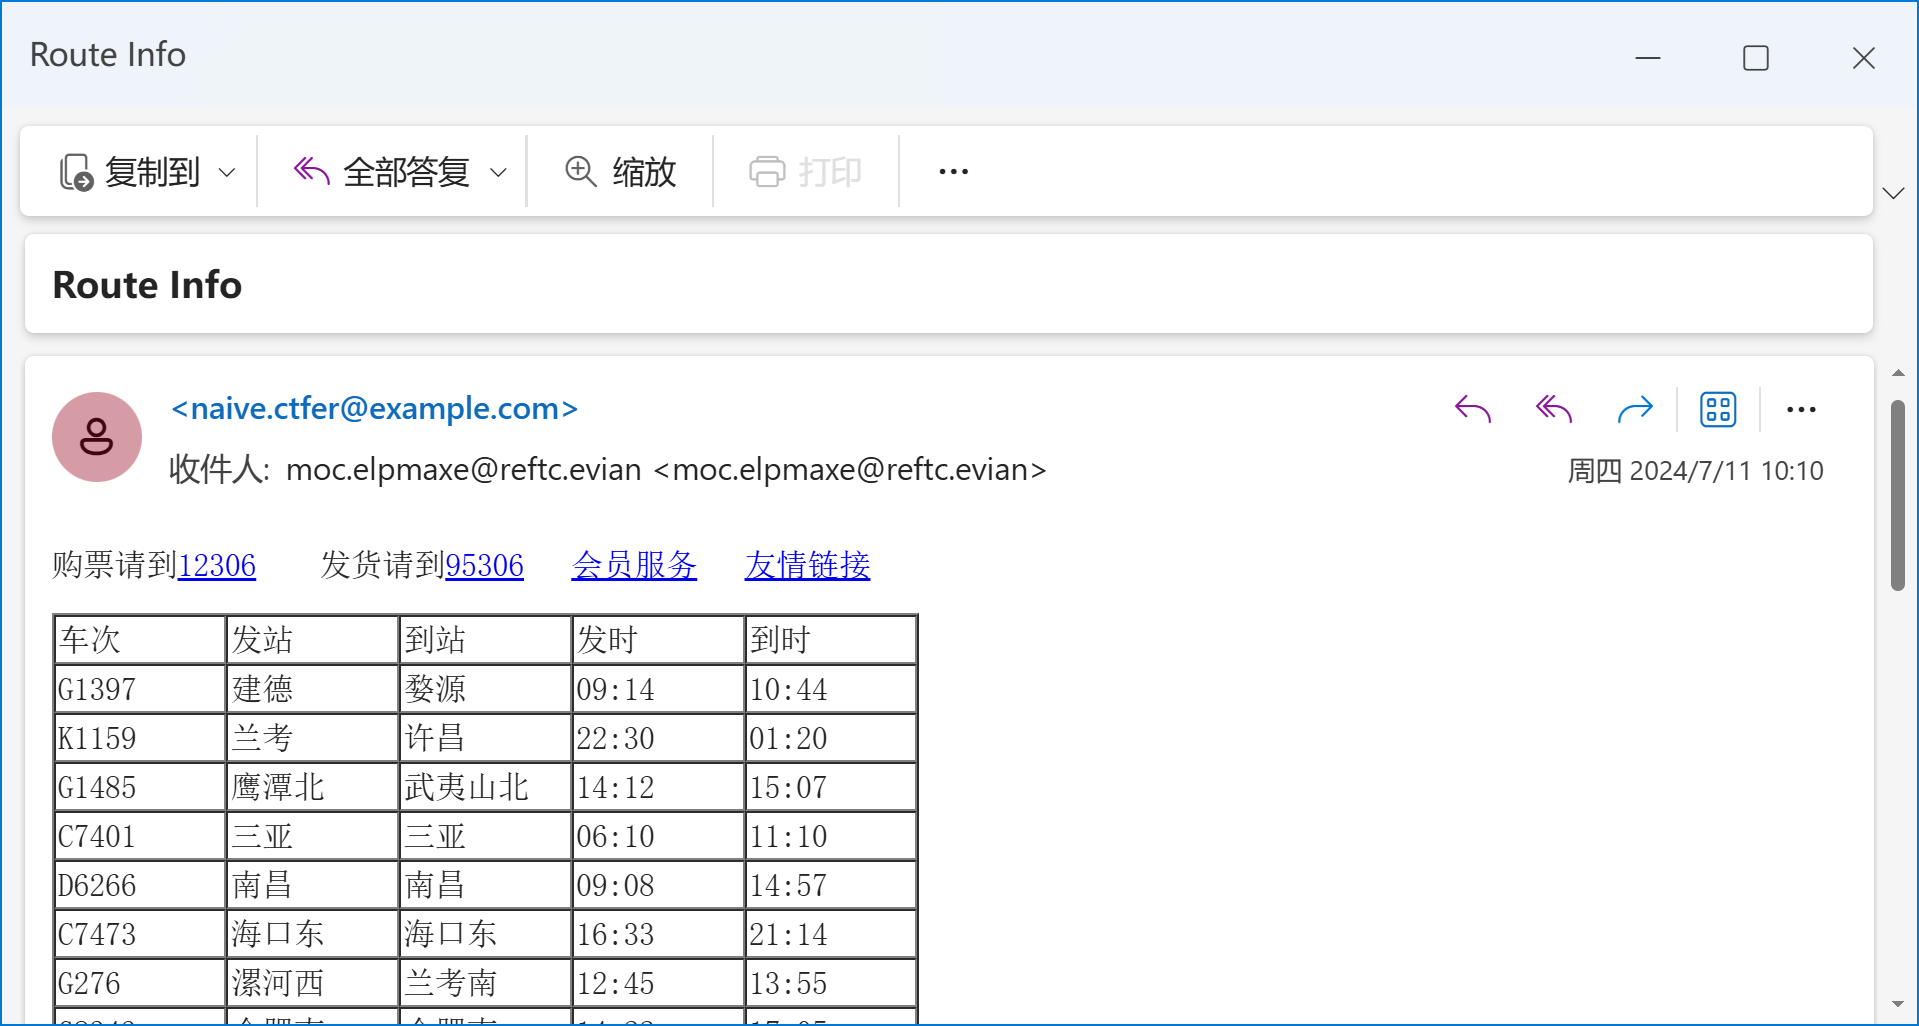 Route Info
复制到 全部答复 缩放 打印 ...
Route Info
<naive.ctfer@example.com>
收件人: moc.elpmaxe@reftc.evian <moc.elpmaxe@reftc.evian>
周四 2024/7/11 10:10
购票请到12306 发货请到95306 会员服务 友情链接
车次 发站 到站 发时 到时
G1397 建德 婺源 09:14 10:44
K1159 兰考 许昌 22:30 01:20
G1485 鹰潭北 武夷山北 14:12 15:07
C7401 三亚 三亚 06:10 11:10
D6266 南昌 南昌 09:08 14:57
C7473 海口东 海口东 16:33 21:14
G276 漯河西 兰考南 12:45 13:55